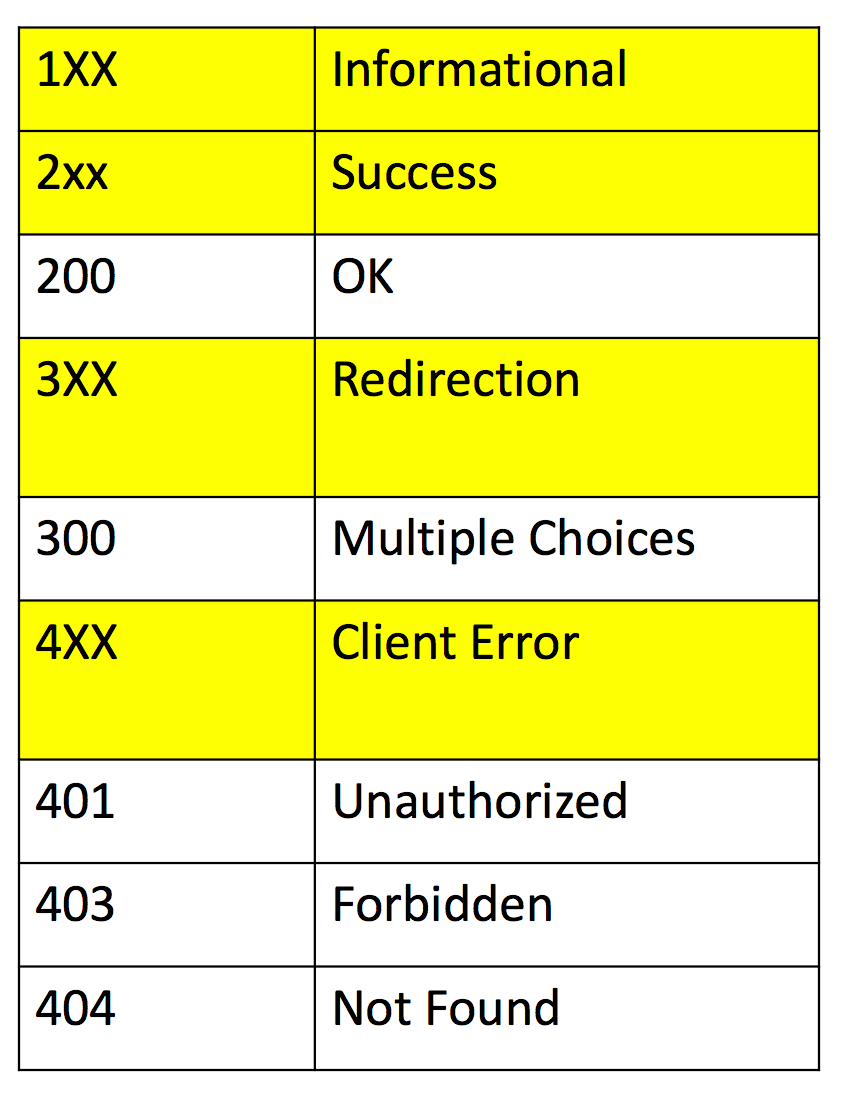 1XX Informational
2xx Success
200 OK
3XX Redirection
300 Multiple Choices
4XX Client Error
401 Unauthorized
403 Forbidden
404 Not Found